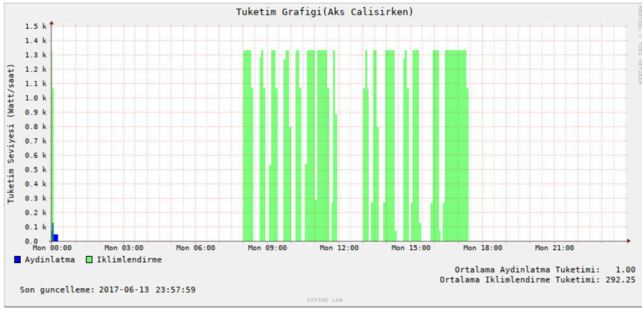 Tuketim Grafigi(Aks Calisirken)
Tuketim Seviyesi (Watt/saat)
1.5 k
1.4 k
1.3 k
1.2 k
1.1 k
1.0 k
0.9 k
0.8 k
0.7 k
0.6 k
0.5 k
0.4 k
0.3 k
0.2 k
0.1 k
0.0
Mon 00:00 Mon 03:00 Mon 06:00 Mon 09:00 Mon 12:00 Mon 15:00 Mon 18:00 Mon 21:00
Aydinlatma Iklimlendirme
Ortalama Aydinlatma Tuketimi: 1.00
Ortalama Iklimlendirme Tuketimi: 292.25
Son guncelleme: 2017-06-13 23:57:59
ASPIRE LAB